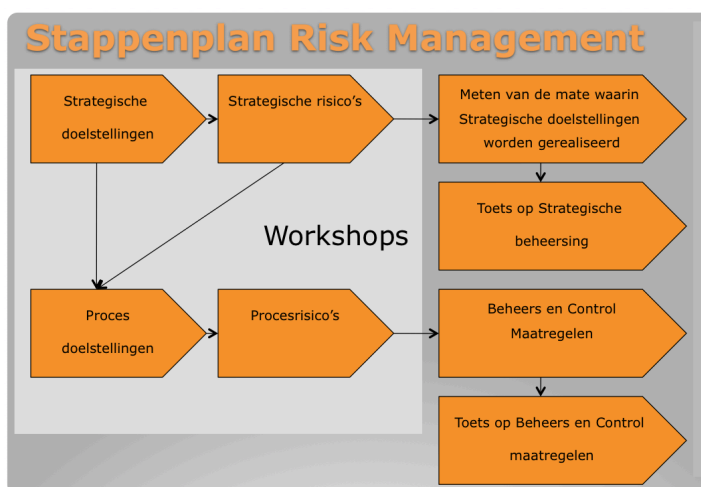 Stappenplan Risk Management
Strategische
doelstellingen
Strategische risico's
Meten van de mate waarin
Strategische doelstellingen
worden gerealiseerd
Toets op Strategische
beheersing
Workshops
Proces
doelstellingen
Procesrisico's
Beheers en Control
Maatregelen
Toets op Beheers en Control
maatregelen